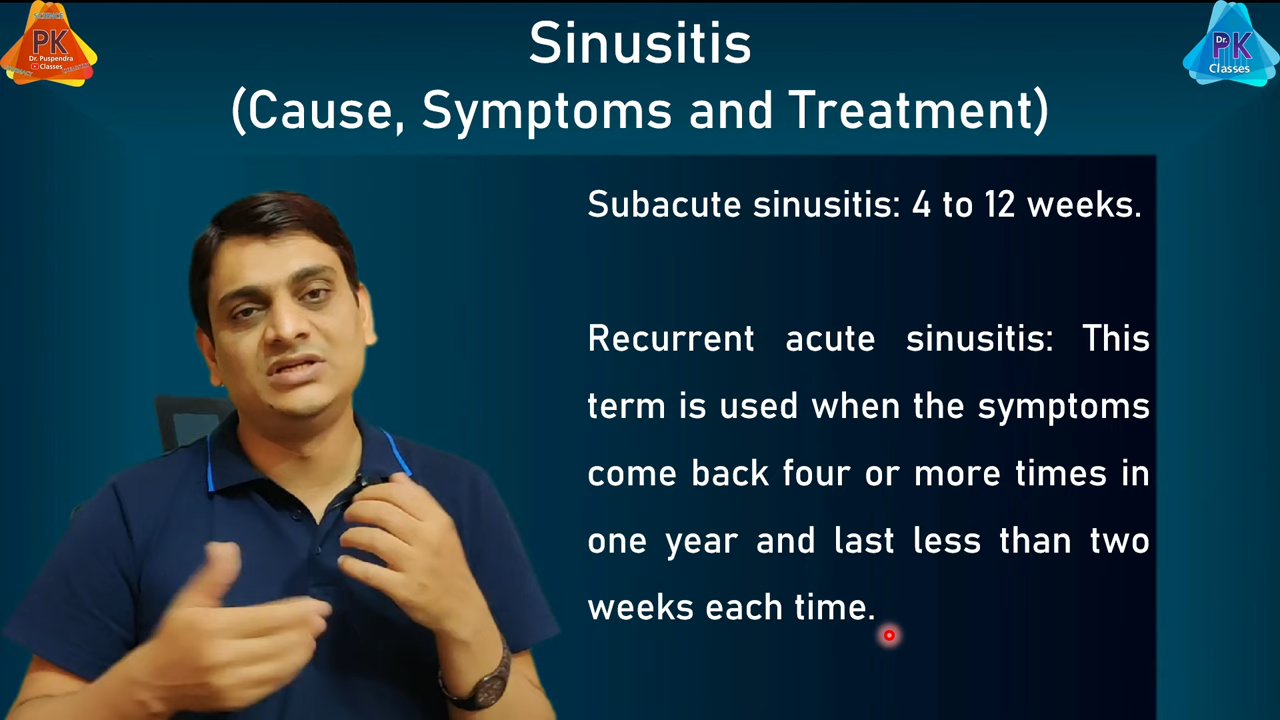 SCIENCE
PK
Dr. Puspendra
Classes
Dr.
PK
Classes
Sinusitis
(Cause, Symptoms and Treatment)
Subacute sinusitis: 4 to 12 weeks.
Recurrent acute sinusitis: This
term is used when the symptoms
come back four or more times in
one year and last less than two
weeks each time.